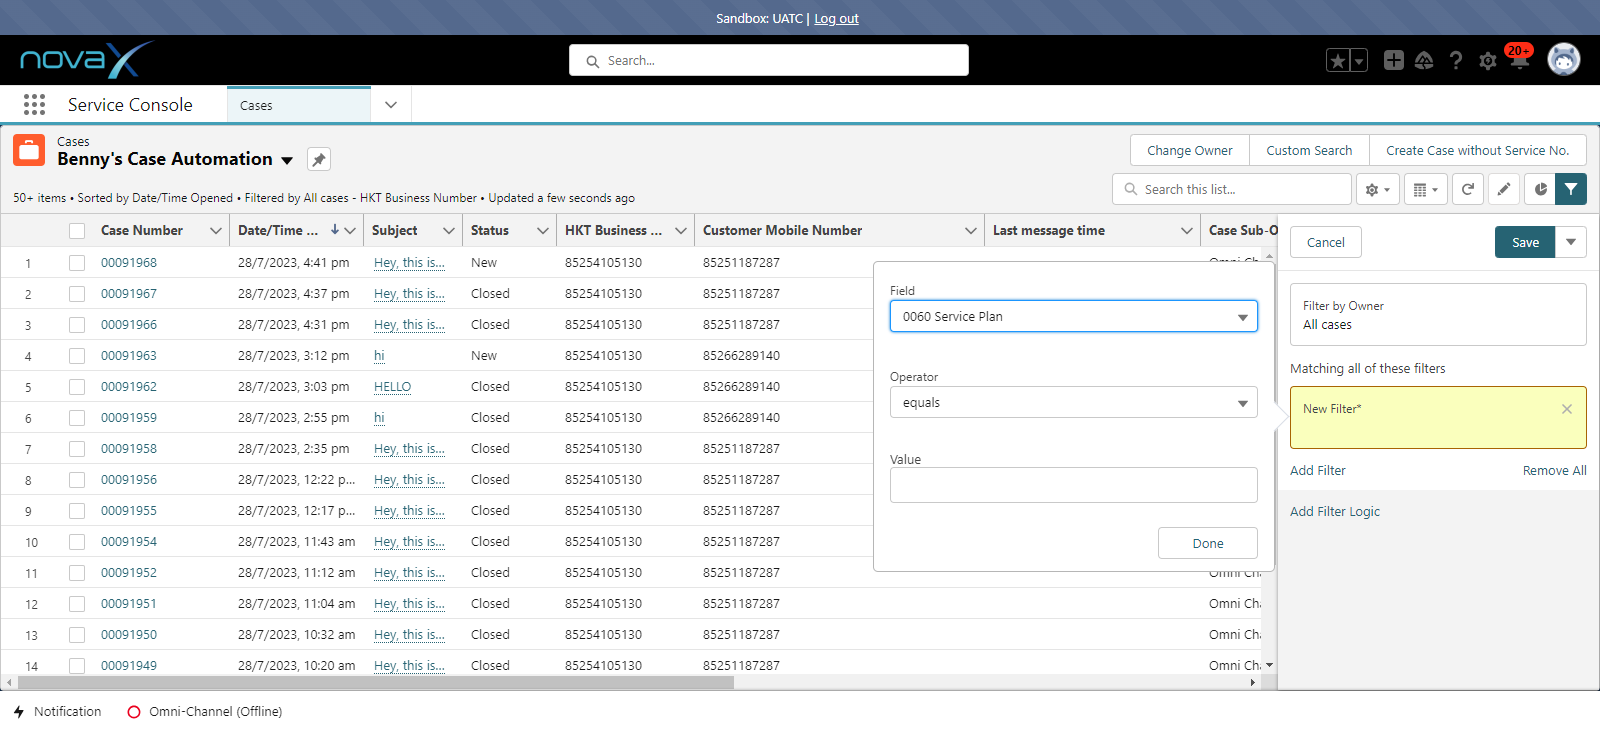 Sandbox: UATC | Log out
novax
Search...
20+
Service Console
Cases
Cases
Benny's Case Automation
Change Owner
Custom Search
Create Case without Service No.
50+ items • Sorted by Date/Time Opened • Filtered by All cases - HKT Business Number • Updated a few seconds ago
Search this list...
Case Number Date/Time ... Subject Status HKT Business ... Customer Mobile Number Last message time Case Sub-O
1 00091968 28/7/2023, 4:41 pm Hey, this is... New 85254105130 85251187287 Omni Cha
2 00091967 28/7/2023, 4:37 pm Hey, this is... Closed 85254105130 85251187287
3 00091966 28/7/2023, 4:31 pm Hey, this is... Closed 85254105130 85251187287
4 00091963 28/7/2023, 3:12 pm hi New 85254105130 85266289140
5 00091962 28/7/2023, 3:03 pm HELLO Closed 85254105130 85266289140
6 00091959 28/7/2023, 2:55 pm hi Closed 85254105130 85266289140
7 00091958 28/7/2023, 2:35 pm Hey, this is... Closed 85254105130 85251187287
8 00091956 28/7/2023, 12:22 p... Hey, this is... Closed 85254105130 85251187287
9 00091955 28/7/2023, 12:17 p... Hey, this is... Closed 85254105130 85251187287
10 00091954 28/7/2023, 11:43 am Hey, this is... Closed 85254105130 85251187287
11 00091952 28/7/2023, 11:12 am Hey, this is... Closed 85254105130 85251187287 Omni Cha
12 00091951 28/7/2023, 11:04 am Hey, this is... Closed 85254105130 85251187287 Omni Cha
13 00091950 28/7/2023, 10:32 am Hey, this is... Closed 85254105130 85251187287 Omni Cha
14 00091949 28/7/2023, 10:20 am Hey, this is... Closed 85254105130 85251187287 Omni Cha
Field
0060 Service Plan
Operator
equals
Value
Done
Cancel
Save
Filter by Owner
All cases
Matching all of these filters
New Filter*
Add Filter
Remove All
Add Filter Logic
Notification
Omni-Channel (Offline)